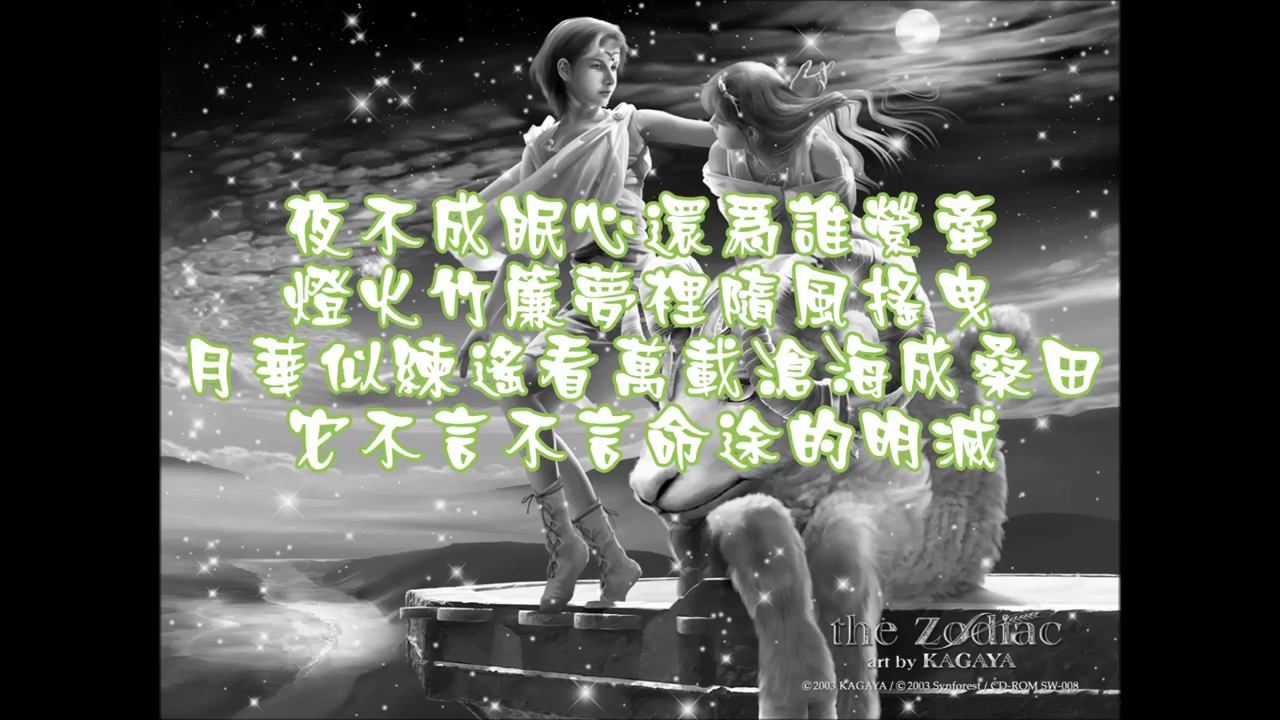 夜不成眠心還為誰縈牽
燈火竹簾夢裡隨風搖曳
月華似練遙看萬載滄海成桑田
它不言不言命途的明滅
the Zodiac
art by KAGAYA
©2003 KAGAYA / ©2003 Synforest / CD-ROM SW-008